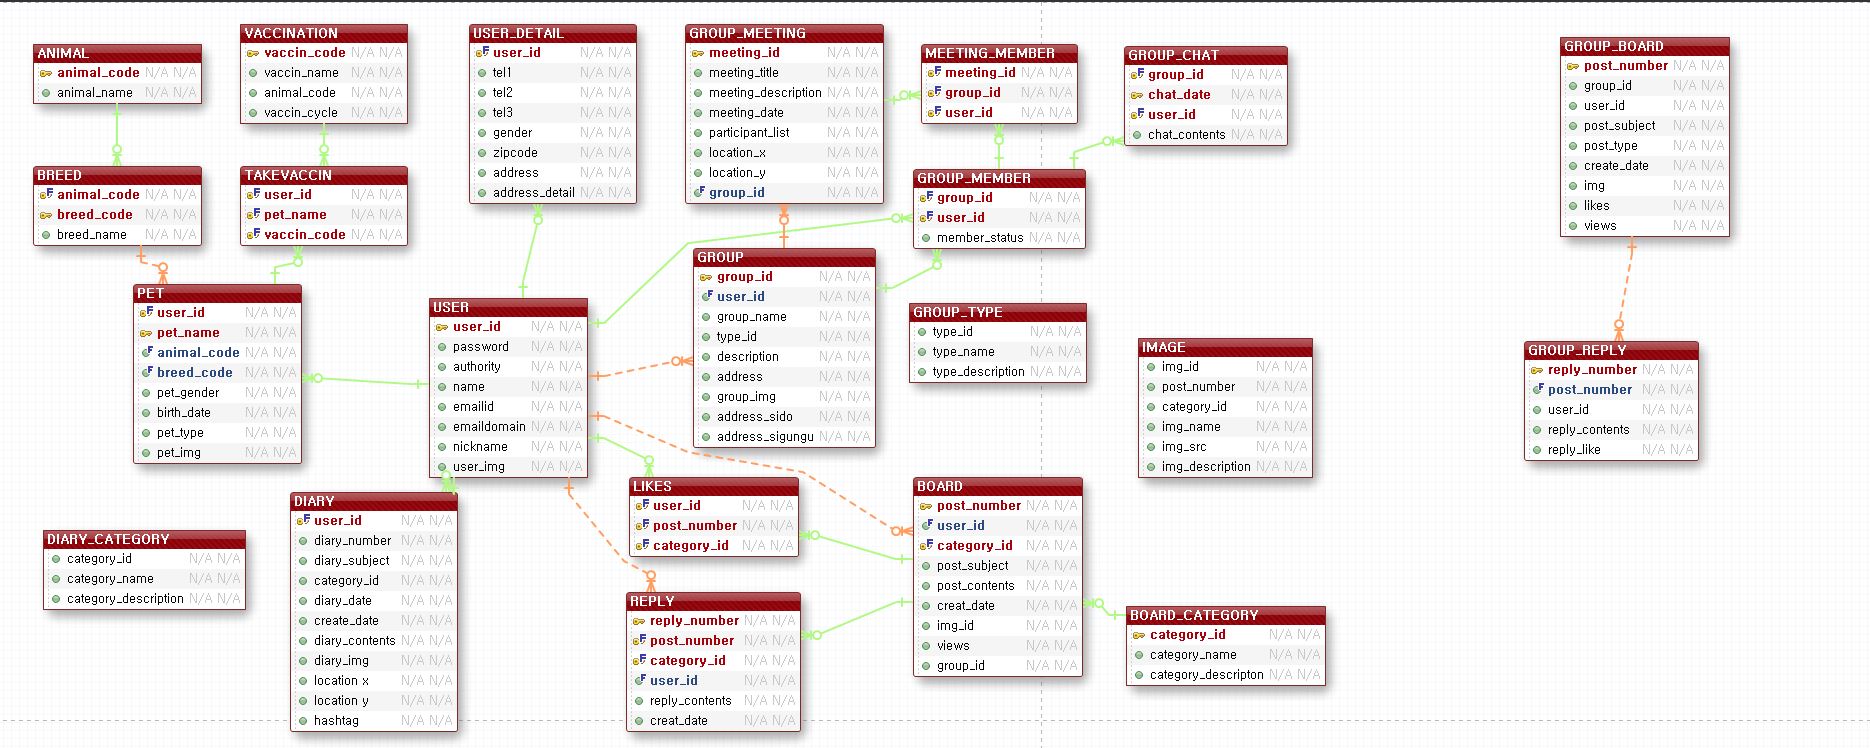 ANIMAL
animal_code N/A N/A
animal_name N/A N/A
VACCINATION
vaccin_code N/A N/A
vaccin_name N/A N/A
animal_code N/A N/A
vaccin_cycle N/A N/A
USER_DETAIL
user_id N/A N/A
tel1 N/A N/A
tel2 N/A N/A
tel3 N/A N/A
gender N/A N/A
zipcode N/A N/A
address N/A N/A
address_detail N/A N/A
GROUP_MEETING
meeting_id N/A N/A
meeting_title N/A N/A
meeting_description N/A N/A
meeting_date N/A N/A
participant_list N/A N/A
location_x N/A N/A
location_y N/A N/A
group_id N/A N/A
MEETING_MEMBER
meeting_id N/A N/A
group_id N/A N/A
user_id N/A N/A
GROUP_CHAT
group_id N/A N/A
chat_date N/A N/A
user_id N/A N/A
chat_contents N/A N/A
GROUP_BOARD
post_number N/A N/A
group_id N/A N/A
user_id N/A N/A
post_subject N/A N/A
post_type N/A N/A
create_date N/A N/A
img N/A N/A
likes N/A N/A
views N/A N/A
BREED
animal_code N/A N/A
breed_code N/A N/A
breed_name N/A N/A
TAKEVACCIN
user_id N/A N/A
pet_name N/A N/A
vaccin_code N/A N/A
GROUP_MEMBER
group_id N/A N/A
user_id N/A N/A
member_status N/A N/A
PET
user_id N/A N/A
pet_name N/A N/A
animal_code N/A N/A
breed_code N/A N/A
pet_gender N/A N/A
birth_date N/A N/A
pet_type N/A N/A
pet_img N/A N/A
USER
user_id N/A N/A
password N/A N/A
authority N/A N/A
name N/A N/A
emailid N/A N/A
emaildomain N/A N/A
nickname N/A N/A
user_img N/A N/A
GROUP
group_id N/A N/A
user_id N/A N/A
group_name N/A N/A
type_id N/A N/A
description N/A N/A
address N/A N/A
group_img N/A N/A
address_sido N/A N/A
address_sigungu N/A N/A
GROUP_TYPE
type_id N/A N/A
type_name N/A N/A
type_description N/A N/A
IMAGE
img_id N/A N/A
post_number N/A N/A
category_id N/A N/A
img_name N/A N/A
img_src N/A N/A
img_description N/A N/A
GROUP_REPLY
reply_number N/A N/A
post_number N/A N/A
user_id N/A N/A
reply_contents N/A N/A
reply_like N/A N/A
DIARY_CATEGORY
category_id N/A N/A
category_name N/A N/A
category_description N/A N/A
DIARY
user_id N/A N/A
diary_number N/A N/A
diary_subject N/A N/A
category_id N/A N/A
diary_date N/A N/A
create_date N/A N/A
diary_contents N/A N/A
diary_img N/A N/A
location x N/A N/A
location y N/A N/A
hashtag N/A N/A
LIKES
user_id N/A N/A
post_number N/A N/A
category_id N/A N/A
REPLY
reply_number N/A N/A
post_number N/A N/A
category_id N/A N/A
user_id N/A N/A
reply_contents N/A N/A
creat_date N/A N/A
BOARD
post_number N/A N/A
user_id N/A N/A
category_id N/A N/A
post_subject N/A N/A
post_contents N/A N/A
creat_date N/A N/A
img_id N/A N/A
views N/A N/A
group_id N/A N/A
BOARD_CATEGORY
category_id N/A N/A
category_name N/A N/A
category_descripton N/A N/A